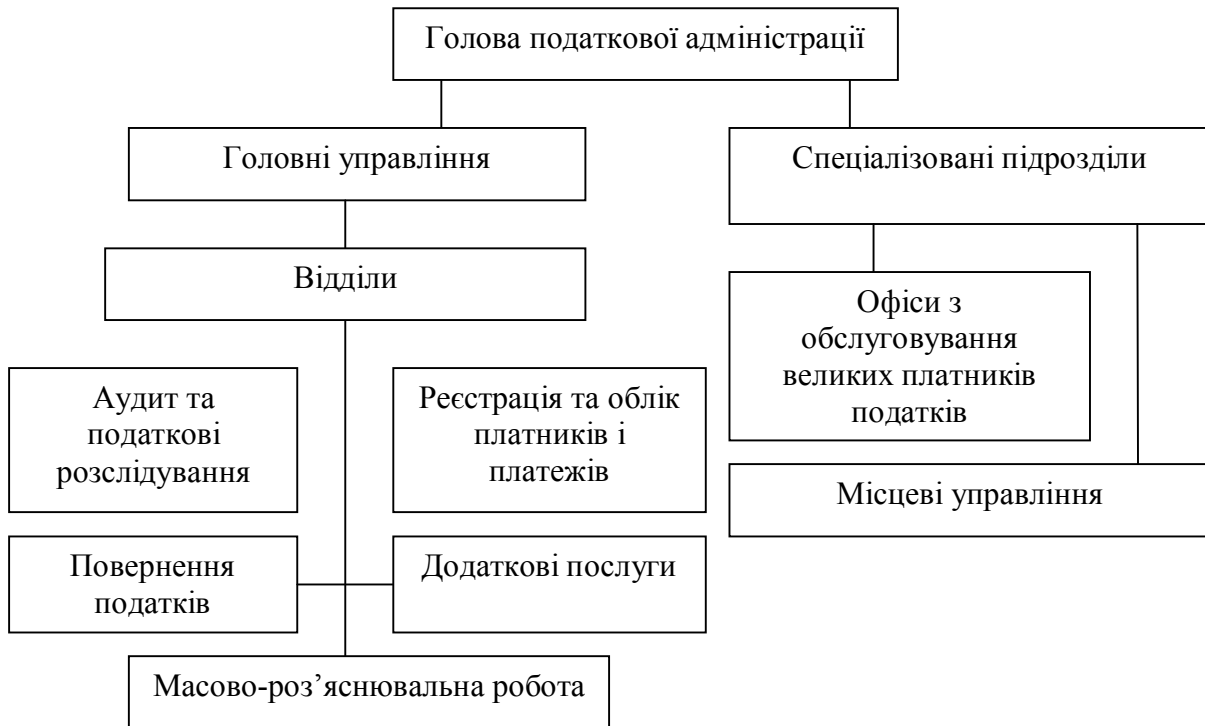 Голова податкової адміністрації
Головні управління
Спеціалізовані підрозділи
Відділи
Офіси з
обслуговування
великих платників
податків
Аудит та
податкові
розслідування
Реєстрація та облік
платників і
платежів
Місцеві управління
Повернення
податків
Додаткові послуги
Масово-роз’яснювальна робота